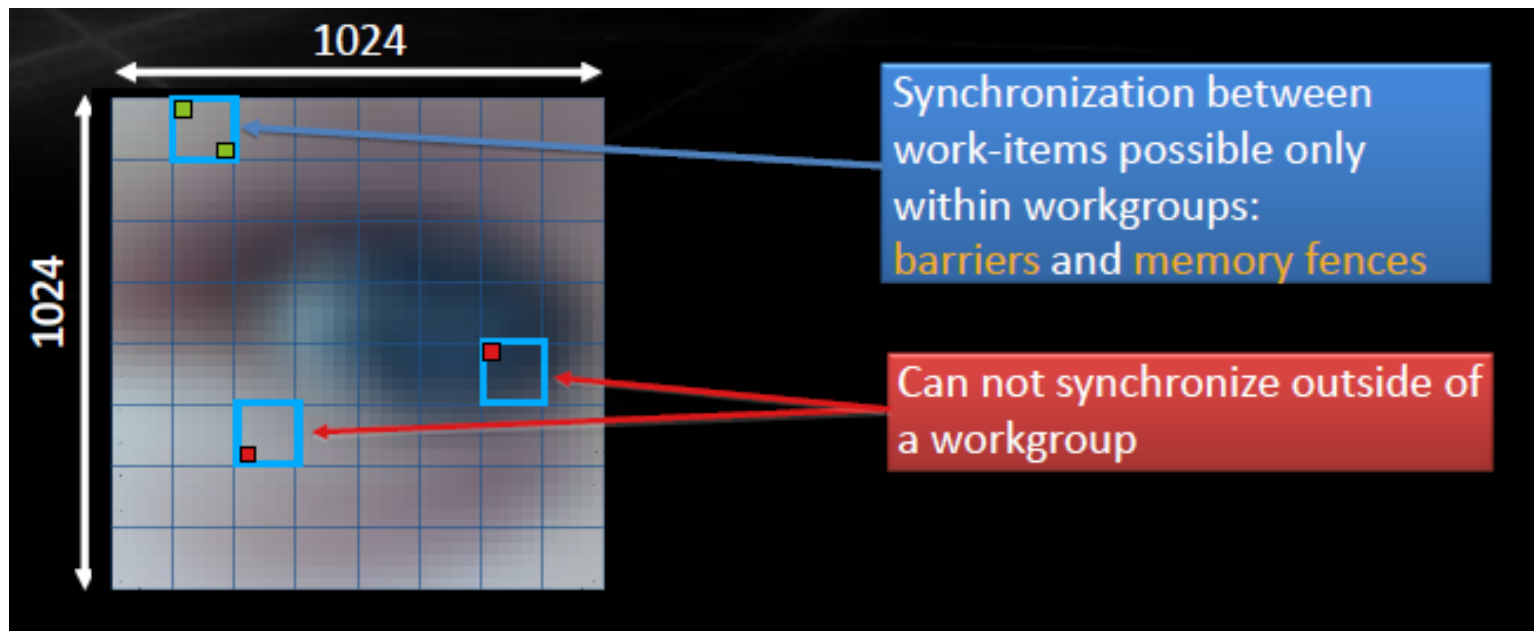 1024
1024
Synchronization between
work-items possible only
within workgroups:
barriers and memory fences
Can not synchronize outside of
a workgroup